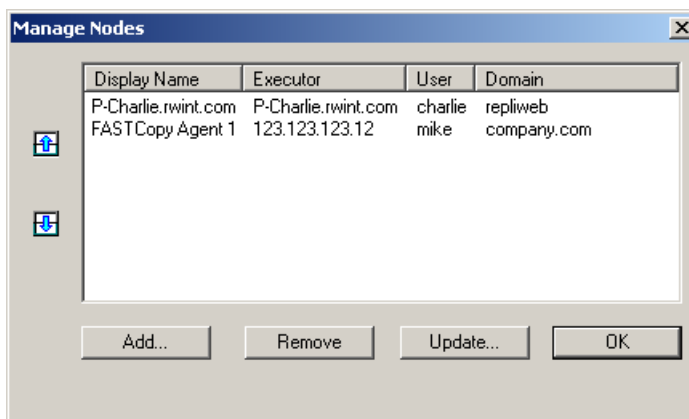 Manage Nodes
Display Name Executor User Domain
P-Charlie.rwint.com P-Charlie.rwint.com charlie repliweb
FASTCopy Agent 1 123.123.123.12 mike company.com
Add... Remove Update... OK